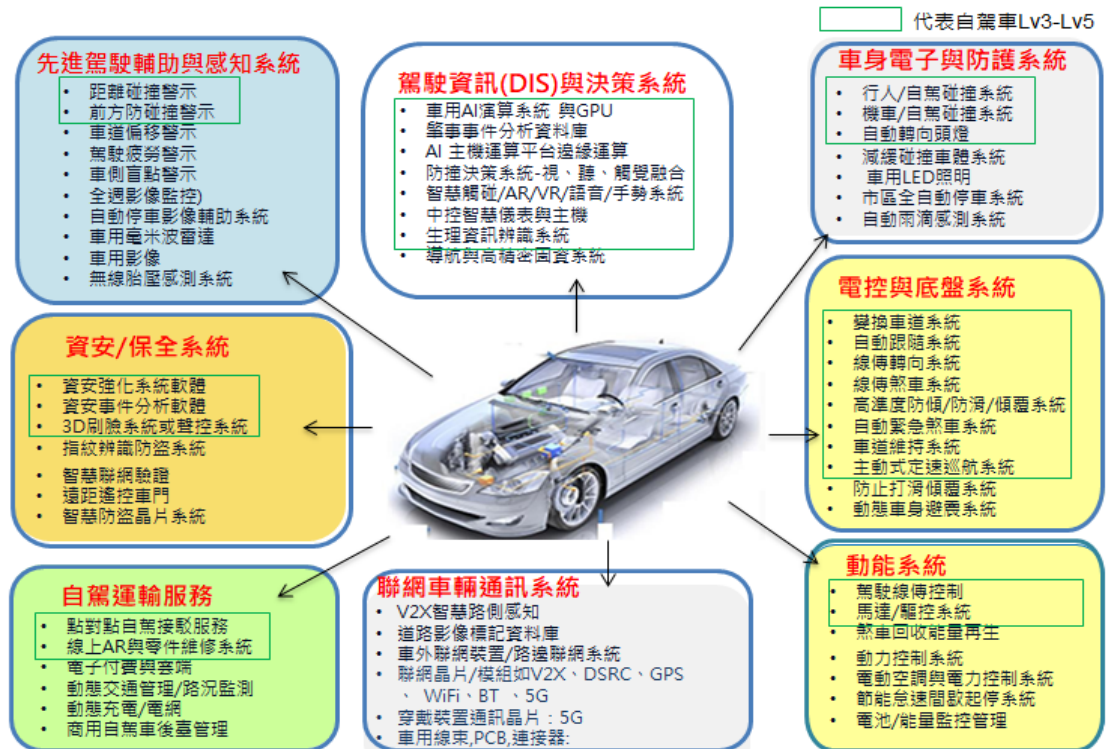 代表自駕車Lv3-Lv5
先進駕駛輔助與感知系統
• 距離碰撞警示
• 前方防碰撞警示
• 車道偏移警示
• 駕駛疲勞警示
• 車側盲點警示
• 全週影像監控)
• 自動停車影像輔助系統
• 車用毫米波雷達
• 車用影像
• 無線胎壓感測系統
駕駛資訊(DIS)與決策系統
• 車用AI演算系統 與GPU
• 肇事事件分析資料庫
• AI 主機運算平台邊緣運算
• 防撞決策系統-視、聽、觸覺融合
• 智慧觸碰/AR/VR/語音/手勢系統
• 中控智慧儀表與主機
• 生理資訊辨識系統
• 導航與高精密圖資系統
車身電子與防護系統
• 行人/自駕碰撞系統
• 機車/自駕碰撞系統
• 自動轉向頭燈
• 減緩碰撞車體系統
• 車用LED照明
• 市區全自動停車系統
• 自動雨滴感測系統
資安/保全系統
• 資安強化系統軟體
• 資安事件分析軟體
• 3D刷臉系統或聲控系統
• 指紋辨識防盜系統
• 智慧聯網驗證
• 遠距遙控車門
• 智慧防盜晶片系統
電控與底盤系統
• 變換車道系統
• 自動跟隨系統
• 線傳轉向系統
• 線傳煞車系統
• 高準度防傾/防滑/傾覆系統
• 自動緊急煞車系統
• 車道維持系統
• 主動式定速巡航系統
• 防止打滑傾覆系統
• 動態車身避震系統
自駕運輸服務
• 點對點自駕接駁服務
• 線上AR與零件維修系統
• 電子付費與雲端
• 動態交通管理/路況監測
• 動態充電/電網
• 商用自駕車後臺管理
聯網車輛通訊系統
• V2X智慧路側感知
• 道路影像標記資料庫
• 車外聯網裝置/路邊聯網系統
• 聯網晶片/模組如V2X、DSRC、GPS
、 WiFi、BT 、5G
• 穿戴裝置通訊晶片：5G
• 車用線束,PCB,連接器:
動能系統
• 駕駛線傳控制
• 馬達/驅控系統
• 煞車回收能量再生
• 動力控制系統
• 電動空調與電力控制系統
• 節能怠速間歇起停系統
• 電池/能量監控管理